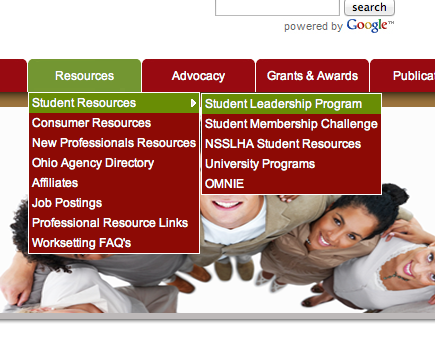 search
powered by Google™
Resources
Advocacy
Grants & Awards
Publicat
Student Resources
Consumer Resources
New Professionals Resources
Ohio Agency Directory
Affiliates
Job Postings
Professional Resource Links
Worksetting FAQ's
Student Leadership Program
Student Membership Challenge
NSSLHA Student Resources
University Programs
OMNIE